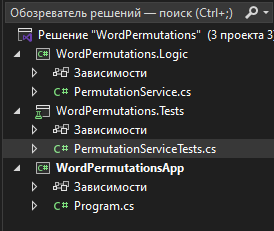 Обозреватель решений — поиск (Ctrl+;)
Решение "WordPermutations" (3 проекта 3)
C# WordPermutations.Logic
Зависимости
C# PermutationService.cs
WordPermutations.Tests
Зависимости
C# PermutationServiceTests.cs
C# WordPermutationsApp
Зависимости
C# Program.cs